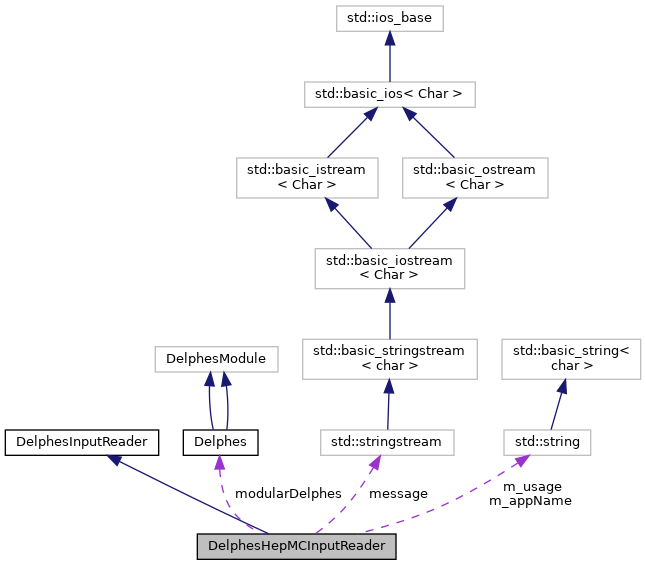 std::ios_base
std::basic_ios< Char >
std::basic_istream
< Char >
std::basic_ostream
< Char >
std::basic_iostream
< Char >
DelphesModule
std::basic_stringstream
< char >
std::basic_string<
char >
DelphesInputReader
Delphes
std::stringstream
std::string
modularDelphes
message
m_usage
m_appName
DelphesHepMCInputReader